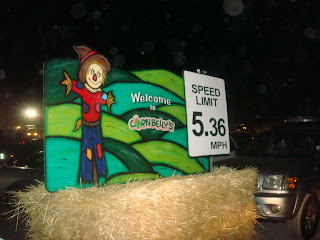 Welcome
to
CORNBELLY'S
SPEED
LIMIT
5.36
MPH